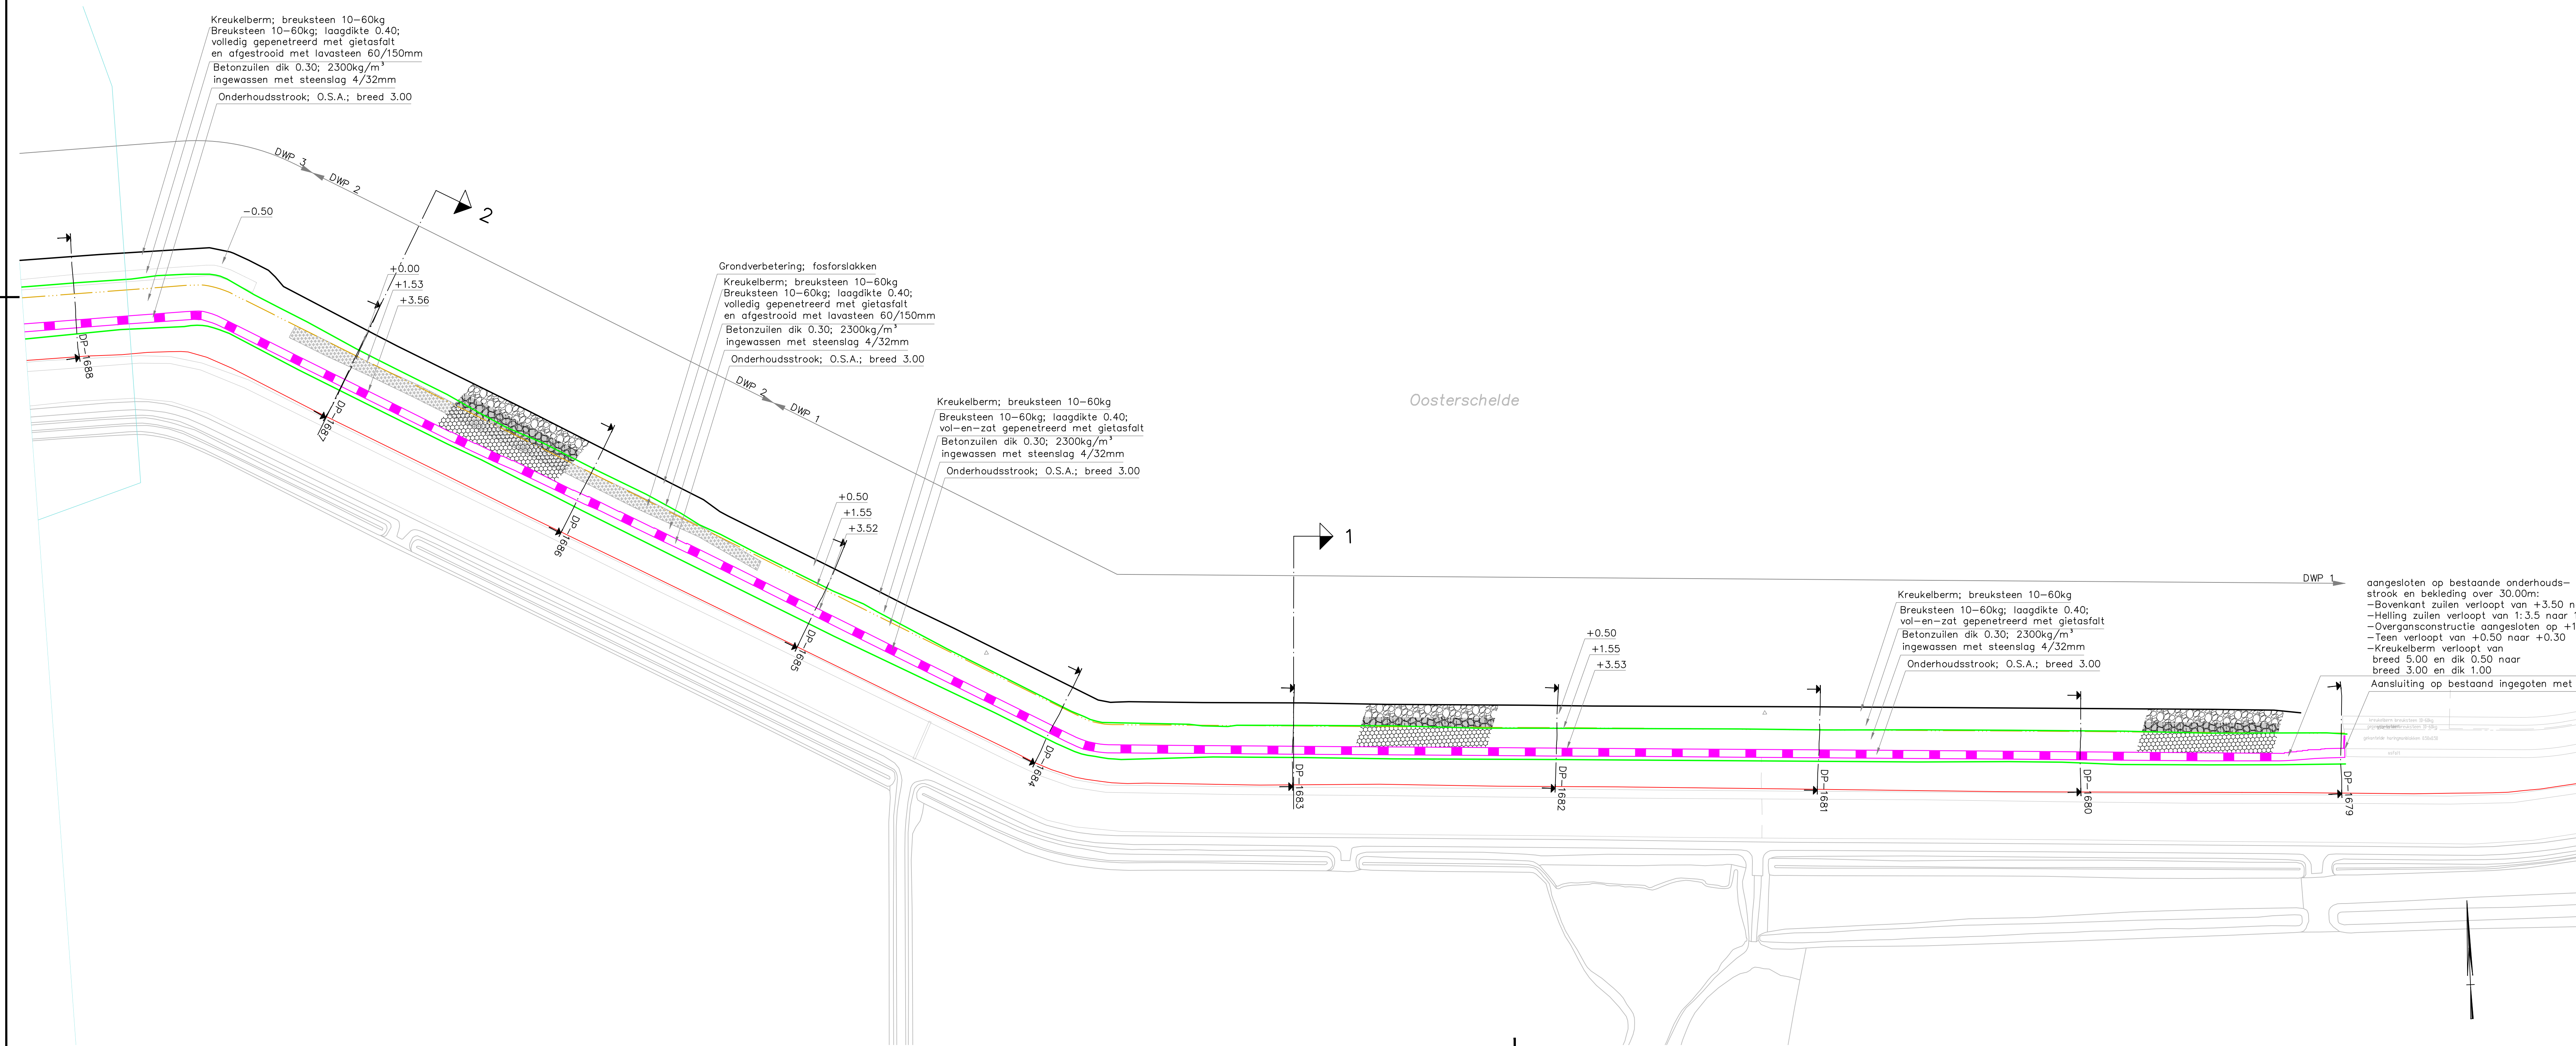 Kreukelberm; breuksteen 10-60kg
Breuksteen 10-60kg; laagdikte 0.40;
volledig gepenetreerd met gietasfalt
en afgestrooid met lavasteen 60/150mm
Betonzuilen dik 0.30; 2300kg/m³
ingewassen met steenslag 4/32mm
Onderhoudsstrook; O.S.A.; breed 3.00
DWP 3
DWP 2
-0.50
2
+0.00
+1.53
+3.56
DP-1688
DP-1687
Grondverbetering; fosforslakken
Kreukelberm; breuksteen 10-60kg
Breuksteen 10-60kg; laagdikte 0.40;
volledig gepenetreerd met gietasfalt
en afgestrooid met lavasteen 60/150mm
Betonzuilen dik 0.30; 2300kg/m³
ingewassen met steenslag 4/32mm
Onderhoudsstrook; O.S.A.; breed 3.00
DWP 2
DWP 1
DP-1686
Kreukelberm; breuksteen 10-60kg
Breuksteen 10-60kg; laagdikte 0.40;
vol-en-zat gepenetreerd met gietasfalt
Betonzuilen dik 0.30; 2300kg/m³
ingewassen met steenslag 4/32mm
Onderhoudsstrook; O.S.A.; breed 3.00
+0.50
+1.55
+3.52
DP-1685
DP-1684
Oosterschelde
1
DP-1683
+0.50
+1.55
+3.53
DP-1682
Kreukelberm; breuksteen 10-60kg
Breuksteen 10-60kg; laagdikte 0.40;
vol-en-zat gepenetreerd met gietasfalt
Betonzuilen dik 0.30; 2300kg/m³
ingewassen met steenslag 4/32mm
Onderhoudsstrook; O.S.A.; breed 3.00
DP-1681
DP-1680
DWP 1
aangesloten op bestaande onderhouds-
strook en bekleding over 30.00m:
-Bovenkant zuilen verloopt van +3.50
-Helling zuilen verloopt van 1:3.5 naar
-Overgansconstructie aangesloten op
-Teen verloopt van +0.50 naar +0.30
-Kreukelberm verloopt van
breed 5.00 en dik 0.50 naar
breed 3.00 en dik 1.00
Aansluiting op bestaand ingegoten met
DP-1679